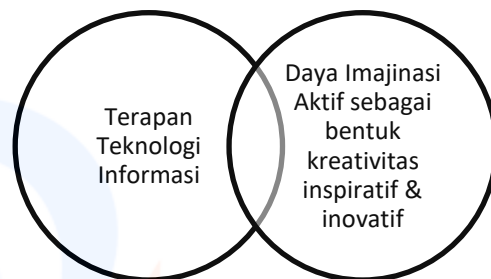 Terapan
Teknologi
Informasi
Daya Imajinasi
Aktif sebagai
bentuk
kreativitas
inspiratif &
inovatif